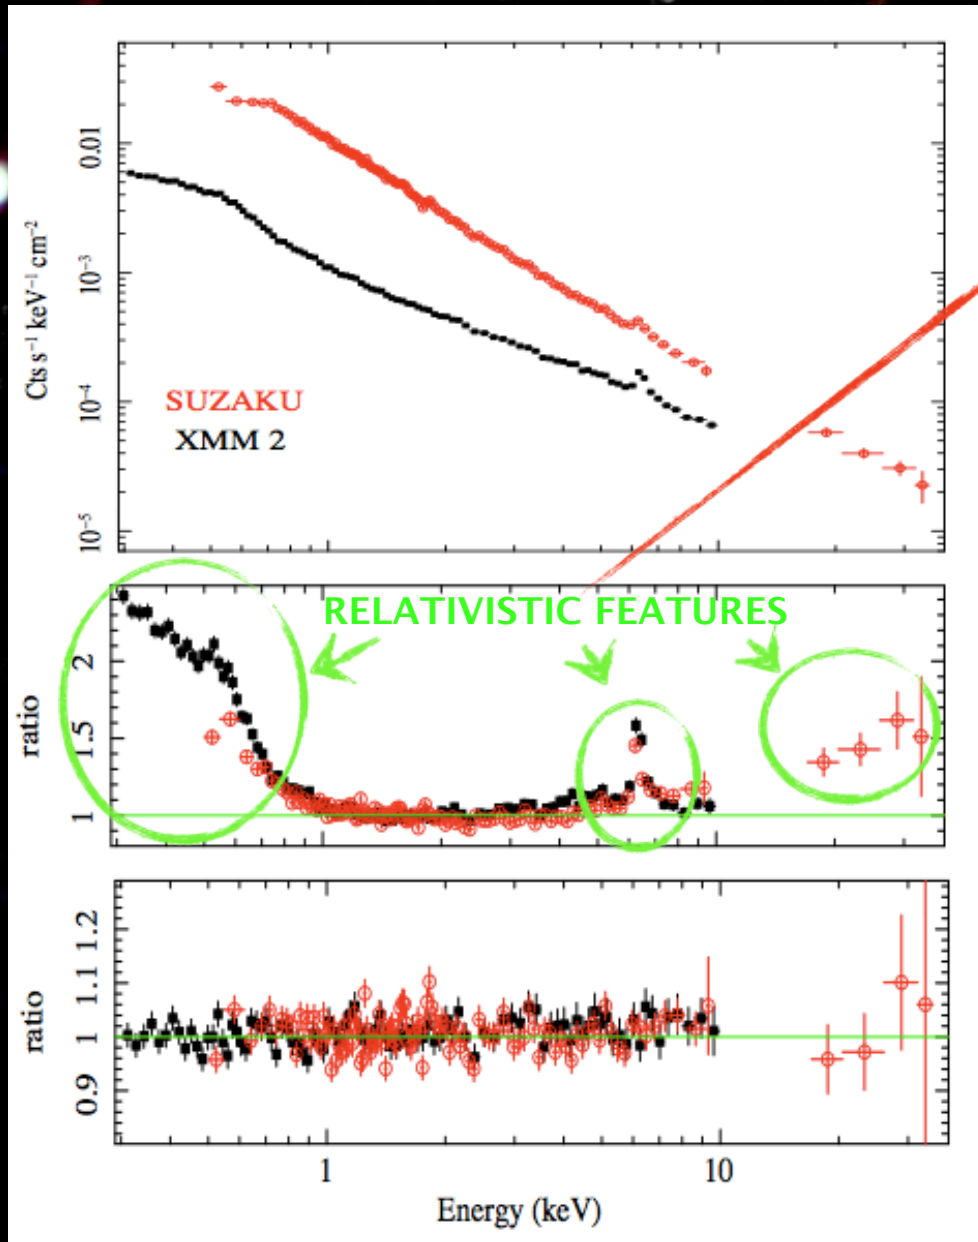 0.01
10⁻³
10⁻⁴
10⁻⁵
Cts s⁻¹ keV⁻¹ cm⁻²
SUZAKU
XMM 2
RELATIVISTIC FEATURES
2
1.5
1
ratio
1.2
1.1
1
0.9
ratio
1
10
Energy (keV)